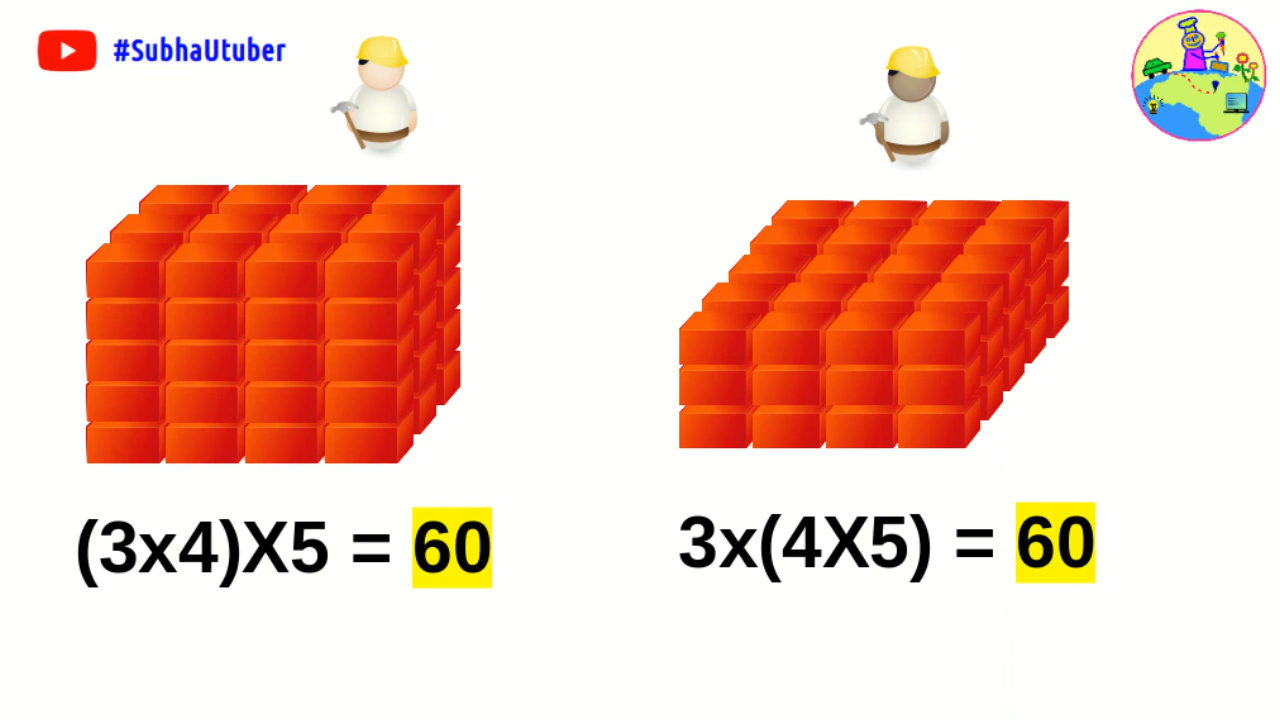 #SubhaUtuber
(3x4)X5 = 60
3x(4X5) = 60